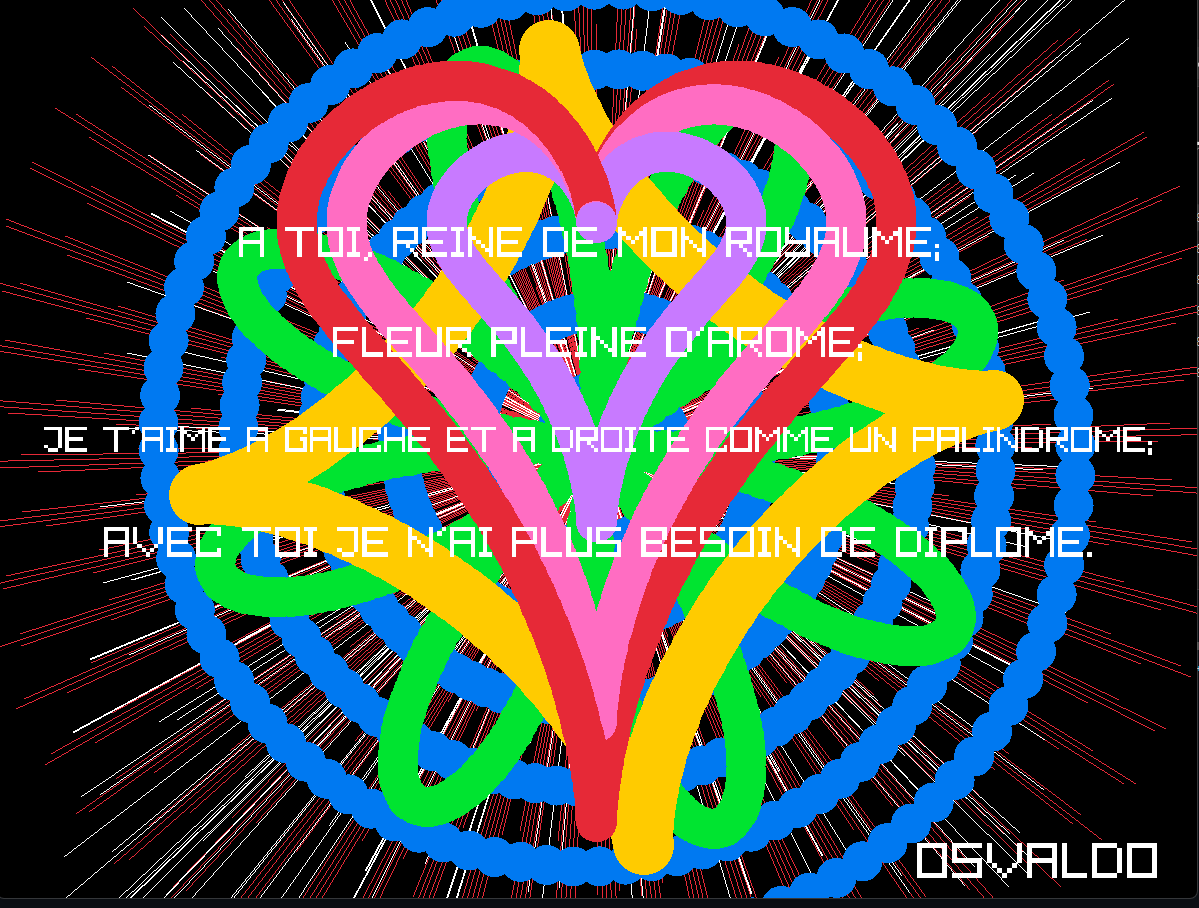 A TOI, REINE DE MON ROYAUME;
FLEUR PLEINE D'AROME;
JE T'AIME A GAUCHE ET A DROITE COMME UN PALINDROME;
AVEC TOI JE N'AI PLUS BESOIN DE DIPLOME.
OSVALDO